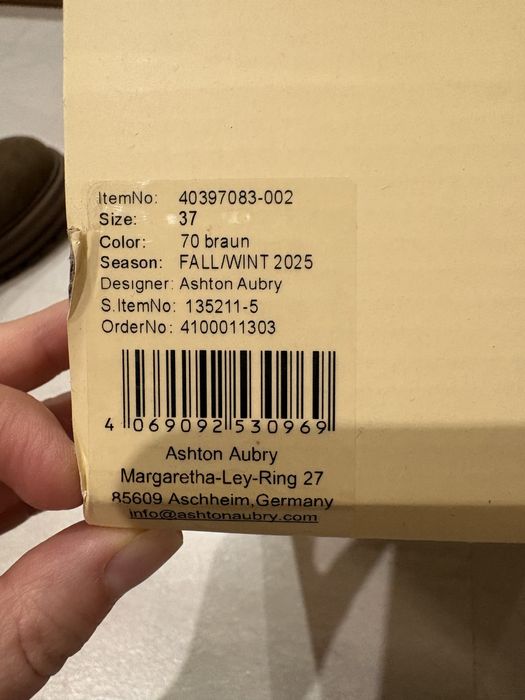 ItemNo: 40397083-002
Size: 37
Color: 70 braun
Season: FALL/WINT 2025
Designer: Ashton Aubry
S.ItemNo: 135211-5
OrderNo: 4100011303
4 069092 530969
Ashton Aubry
Margaretha-Ley-Ring 27
85609 Aschheim,Germany
info@ashtonaubry.com